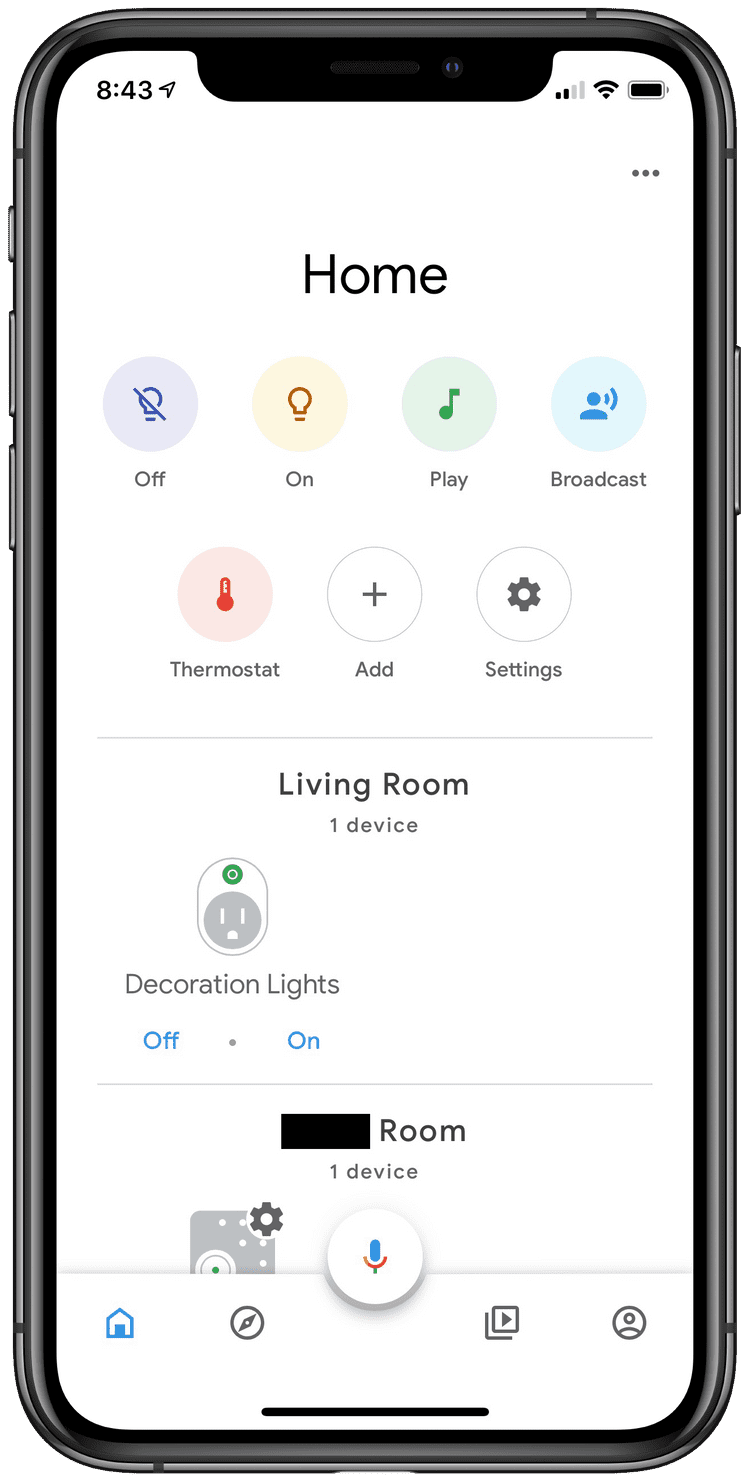 8:43
Home
Off On Play Broadcast
Thermostat Add Settings
Living Room
1 device
Decoration Lights
Off • On
Room
1 device